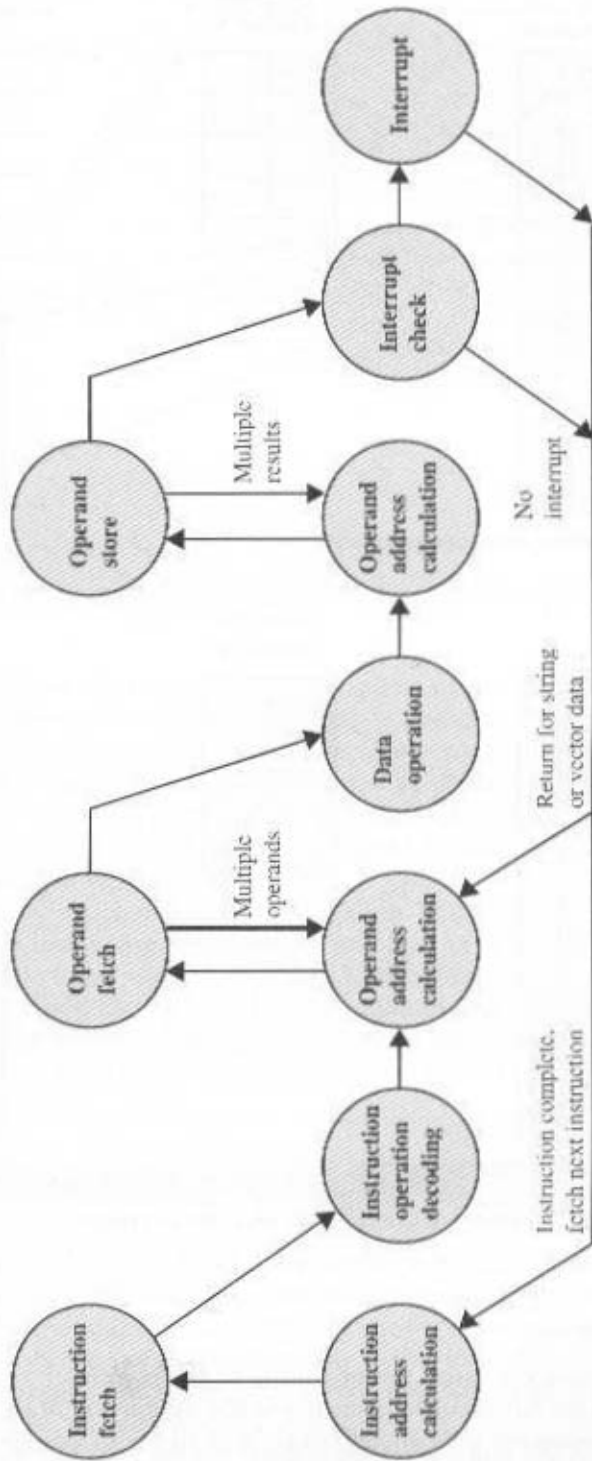 Instruction
fetch
Operand
fetch
Operand
store
Multiple
operands
Multiple
results
Instruction
address
calculation
Instruction
operation
decoding
Operand
address
calculation
Data
operation
Operand
address
calculation
Interrupt
check
Interrupt
Instruction complete,
fetch next instruction
Return for string
or vector data
No
interrupt